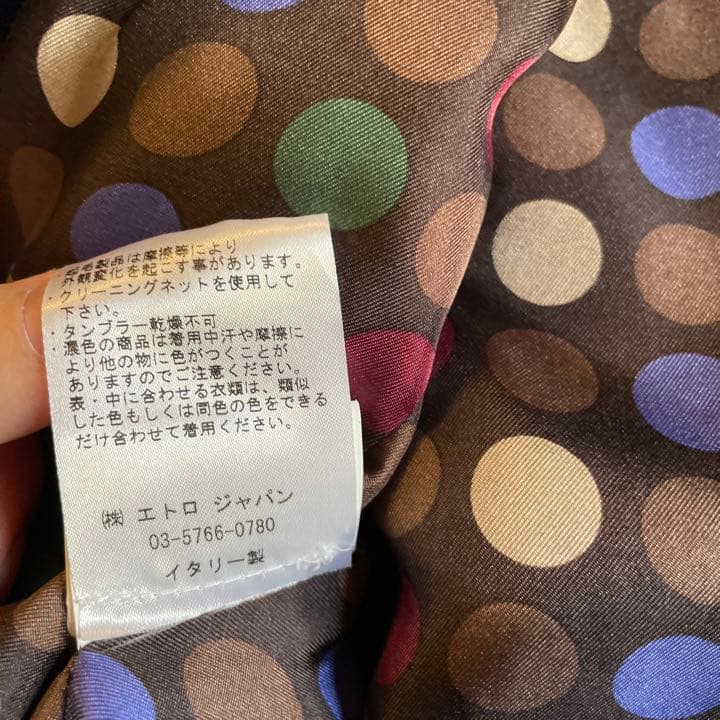 は摩擦等により
変化を起こす事があります。
・クリーニングネットを使用して
下さい。
・タンブラー乾燥不可
・濃色の商品は着用中汗や摩擦に
より他の物に色がつくことが
ありますのでご注意ください。
表・中に合わせる衣類は、類似
した色もしくは同色の色をできる
だけ合わせて着用ください。
㈱ エトロ ジャパン
03-5766-0780
イタリー製